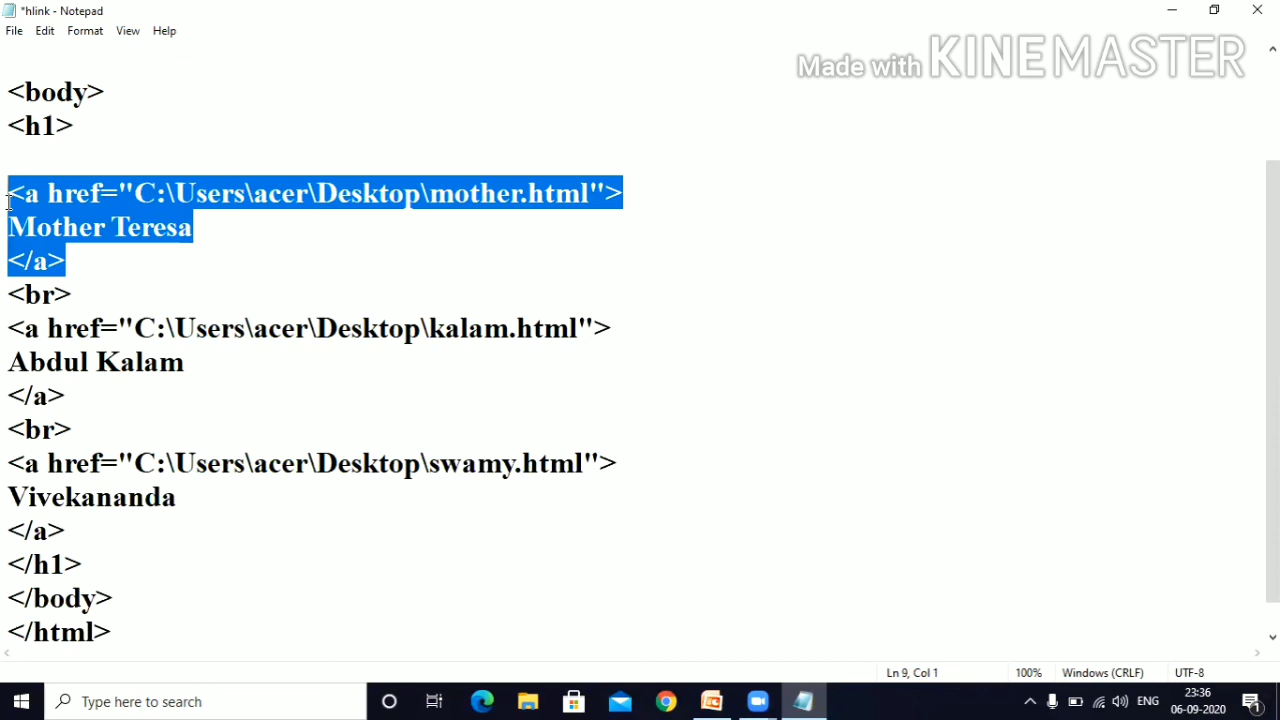 *hlink - Notepad
File Edit Format View Help
Made with KINEMASTER
<body>
<h1>
<a href="C:\Users\acer\Desktop\mother.html">
Mother Teresa
</a>
<br>
<a href="C:\Users\acer\Desktop\kalam.html">
Abdul Kalam
</a>
<br>
<a href="C:\Users\acer\Desktop\swamy.html">
Vivekananda
</a>
</h1>
</body>
</html>
Ln 9, Col 1 100% Windows (CRLF) UTF-8
Type here to search
ENG
23:36
06-09-2020
1